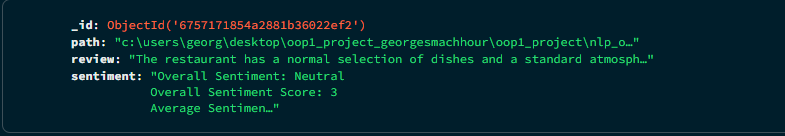 _id: ObjectId('6757171854a2881b36022ef2')
path: "c:\users\georg\desktop\oop1_project_georgesmachhour\oop1_project\nlp_o…"
review: "The restaurant has a normal selection of dishes and a standard atmosph…"
sentiment: "Overall Sentiment: Neutral
Overall Sentiment Score: 3
Average Sentimen…"